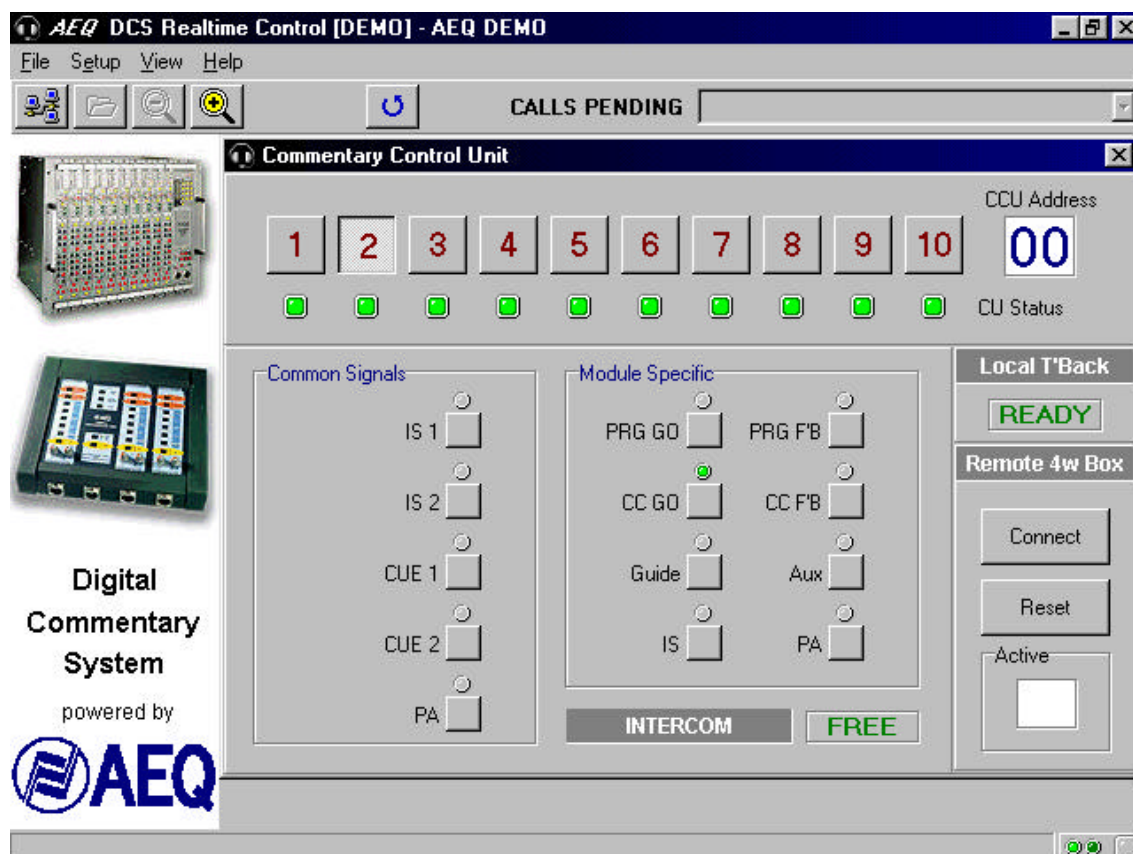 AEQ DCS Realtime Control [DEMO] - AEQ DEMO
File Setup View Help
CALLS PENDING
Commentary Control Unit
CCU Address
1 2 3 4 5 6 7 8 9 10
00
CU Status
Common Signals
IS 1
IS 2
CUE 1
CUE 2
PA
Module Specific
PRG GO PRG F'B
CC GO CC F'B
Guide Aux
IS PA
INTERCOM FREE
Local T'Back
READY
Remote 4w Box
Connect
Reset
Active
Digital
Commentary
System
powered by
AEQ